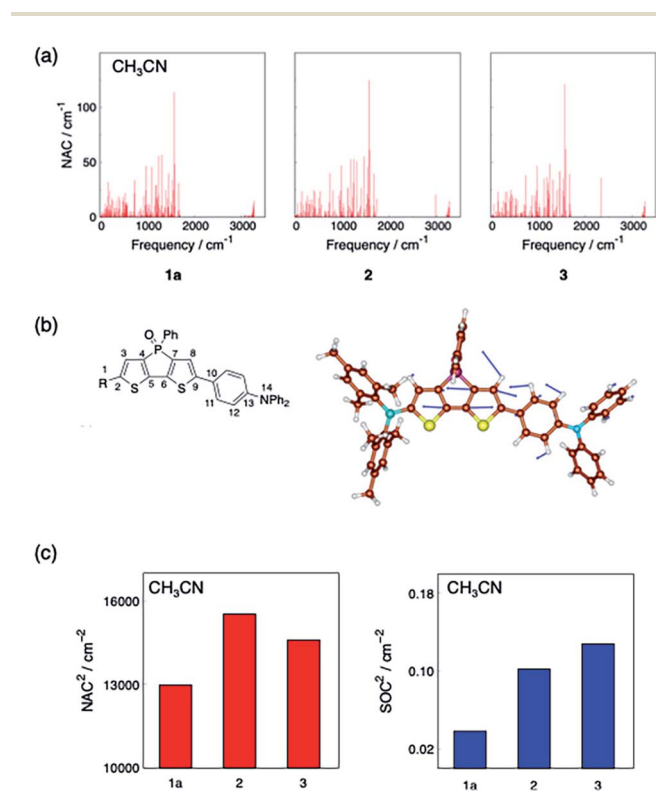 (a)
CH₃CN
NAC / cm⁻¹
100
50
0
0 1000 2000 3000
0 1000 2000 3000
0 1000 2000 3000
Frequency / cm⁻¹
Frequency / cm⁻¹
Frequency / cm⁻¹
1a
2
3
(b)
O Ph
P
1 3 4 7 8
R 2 S 5 6 S 9
10 11 12 13 14
NPh₂
(c)
CH₃CN
NAC² / cm⁻²
16000
13000
10000
1a 2 3
CH₃CN
SOC² / cm⁻²
0.18
0.10
0.02
1a 2 3